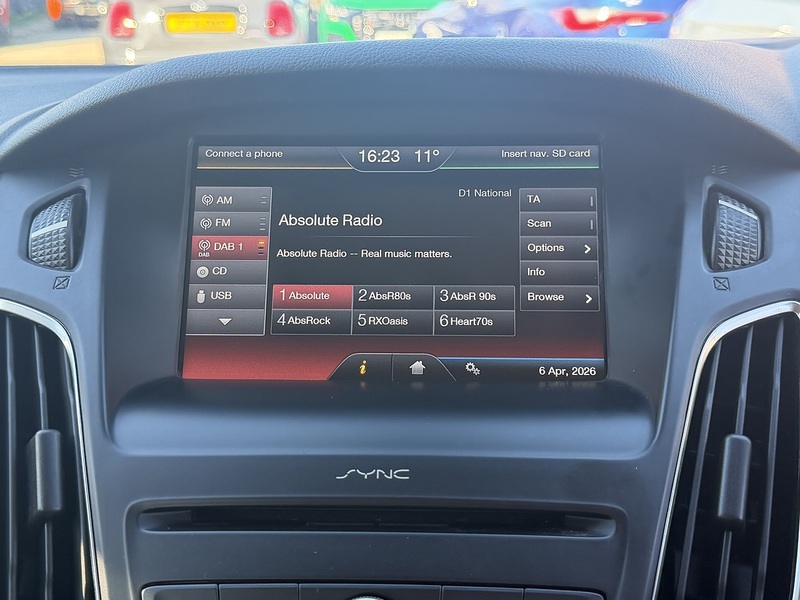 Connect a phone 16:23 11° Insert nav. SD card
D1 National
AM
FM
DAB 1
DAB
CD
USB
Absolute Radio
Absolute Radio -- Real music matters.
1 Absolute 2 AbsR80s 3 AbsR 90s
4 AbsRock 5 RXOasis 6 Heart70s
TA
Scan
Options
Info
Browse
i
6 Apr, 2026
SYNC